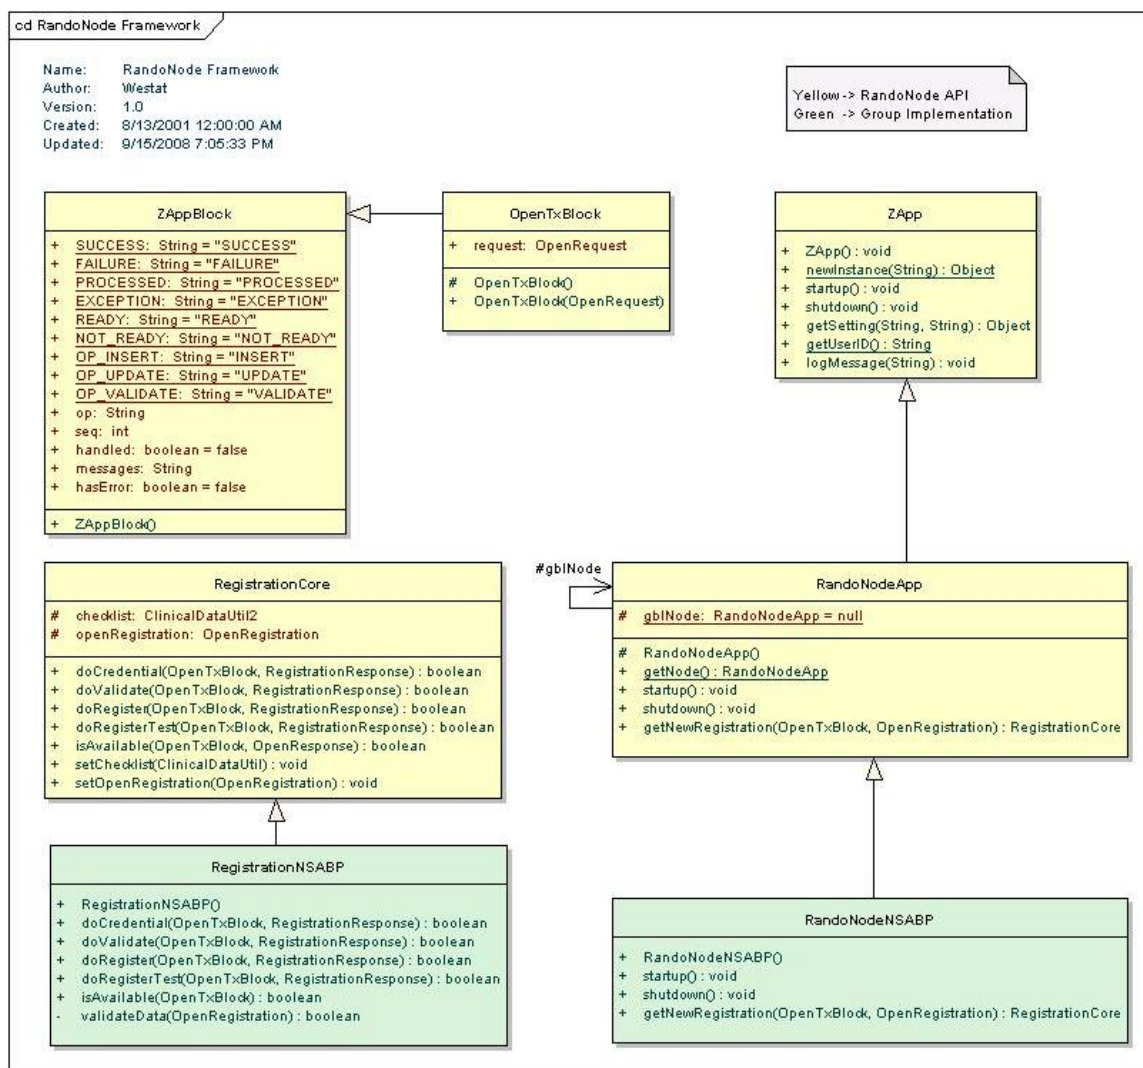 cd RandoNode Framework
Name: RandoNode Framework
Author: Westat
Version: 1.0
Created: 8/13/2001 12:00:00 AM
Updated: 9/15/2008 7:05:33 PM
Yellow -> RandoNode API
Green -> Group Implementation
ZAppBlock
+ SUCCESS: String = "SUCCESS"
+ FAILURE: String = "FAILURE"
+ PROCESSED: String = "PROCESSED"
+ EXCEPTION: String = "EXCEPTION"
+ READY: String = "READY"
+ NOT_READY: String = "NOT_READY"
+ OP_INSERT: String = "INSERT"
+ OP_UPDATE: String = "UPDATE"
+ OP_VALIDATE: String = "VALIDATE"
+ op: String
+ seq: int
+ handled: boolean = false
+ messages: String
+ hasError: boolean = false
+ ZAppBlock()
OpenTxBlock
+ request: OpenRequest
# OpenTxBlock()
+ OpenTxBlock(OpenRequest)
ZApp
+ ZApp() : void
+ newInstance(String) : Object
+ startup() : void
+ shutdown() : void
+ getSetting(String, String) : Object
+ getUserID() : String
+ logMessage(String) : void
RegistrationCore
# checklist: ClinicalDataUtil2
# openRegistration: OpenRegistration
+ doCredential(OpenTxBlock, RegistrationResponse) : boolean
+ doValidate(OpenTxBlock, RegistrationResponse) : boolean
+ doRegister(OpenTxBlock, RegistrationResponse) : boolean
+ doRegisterTest(OpenTxBlock, RegistrationResponse) : boolean
+ isAvailable(OpenTxBlock, OpenResponse) : boolean
+ setChecklist(ClinicalDataUtil) : void
+ setOpenRegistration(OpenRegistration) : void
#gblNode
RandoNodeApp
# gblNode: RandoNodeApp = null
# RandoNodeApp()
+ getNode() : RandoNodeApp
+ startup() : void
+ shutdown() : void
+ getNewRegistration(OpenTxBlock, OpenRegistration) : RegistrationCore
RegistrationNSABP
+ RegistrationNSABP()
+ doCredential(OpenTxBlock, RegistrationResponse) : boolean
+ doValidate(OpenTxBlock, RegistrationResponse) : boolean
+ doRegister(OpenTxBlock, RegistrationResponse) : boolean
+ doRegisterTest(OpenTxBlock, RegistrationResponse) : boolean
+ isAvailable(OpenTxBlock) : boolean
- validateData(OpenRegistration) : boolean
RandoNodeNSABP
+ RandoNodeNSABP()
+ startup() : void
+ shutdown() : void
+ getNewRegistration(OpenTxBlock, OpenRegistration) : RegistrationCore